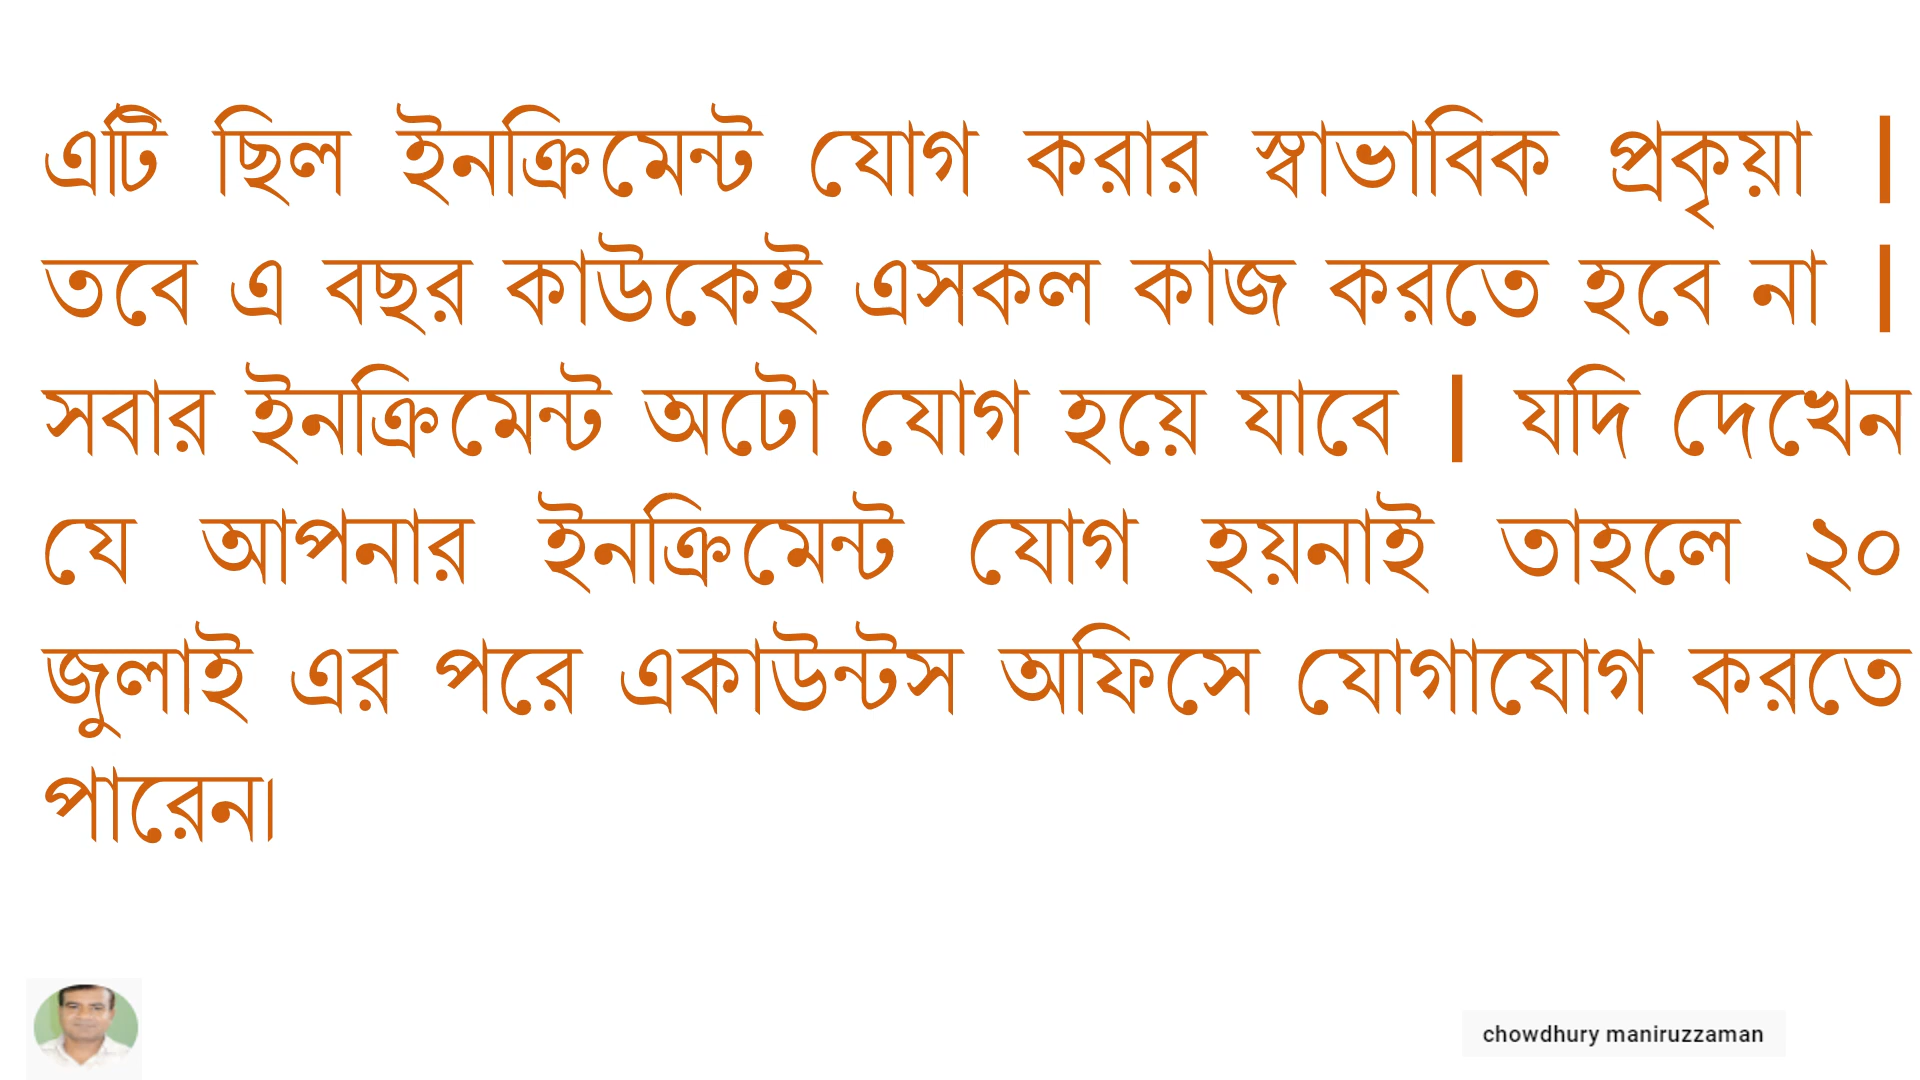 এটি ছিল ইনক্রিমেন্ট যোগ করার স্বাভাবিক প্রকৃয়া |
তবে এ বছর কাউকেই এসকল কাজ করতে হবে না |
সবার ইনক্রিমেন্ট অটো যোগ হয়ে যাবে | যদি দেখেন
যে আপনার ইনক্রিমেন্ট যোগ হয়নাই তাহলে ২০
জুলাই এর পরে একাউন্টস অফিসে যোগাযোগ করতে
পারেন।
chowdhury maniruzzaman